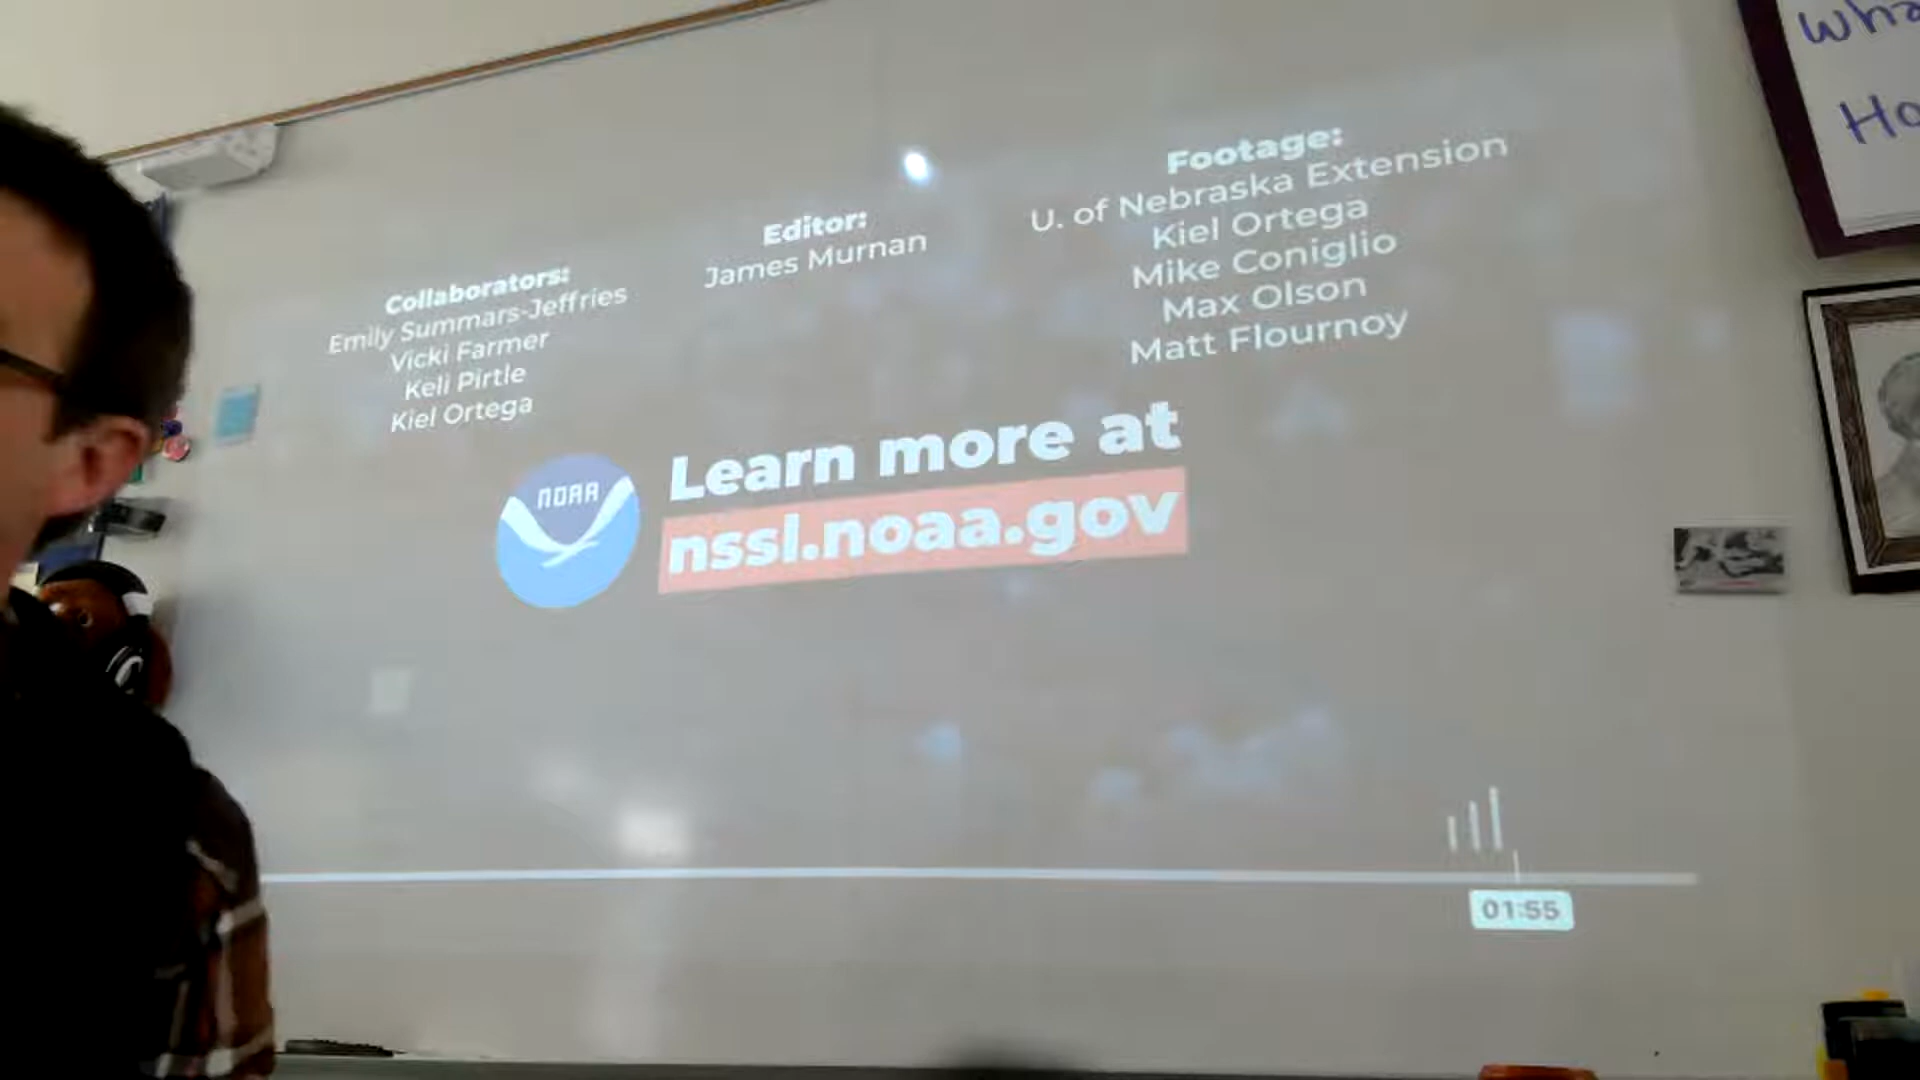 Collaborators:
Emily Summars-Jeffries
Vicki Farmer
Keli Pirtle
Kiel Ortega
Editor:
James Murnan
Footage:
U. of Nebraska Extension
Kiel Ortega
Mike Coniglio
Max Olson
Matt Flournoy
NOAA
Learn more at
nssl.noaa.gov
01:55